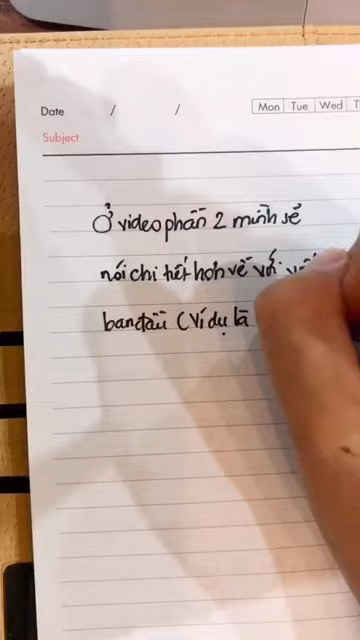 Date / /
Mon Tue Wed
Subject
Ở video phần 2 mình sẽ
nói chi tiết hơn về với
ban đầu (Ví dụ là